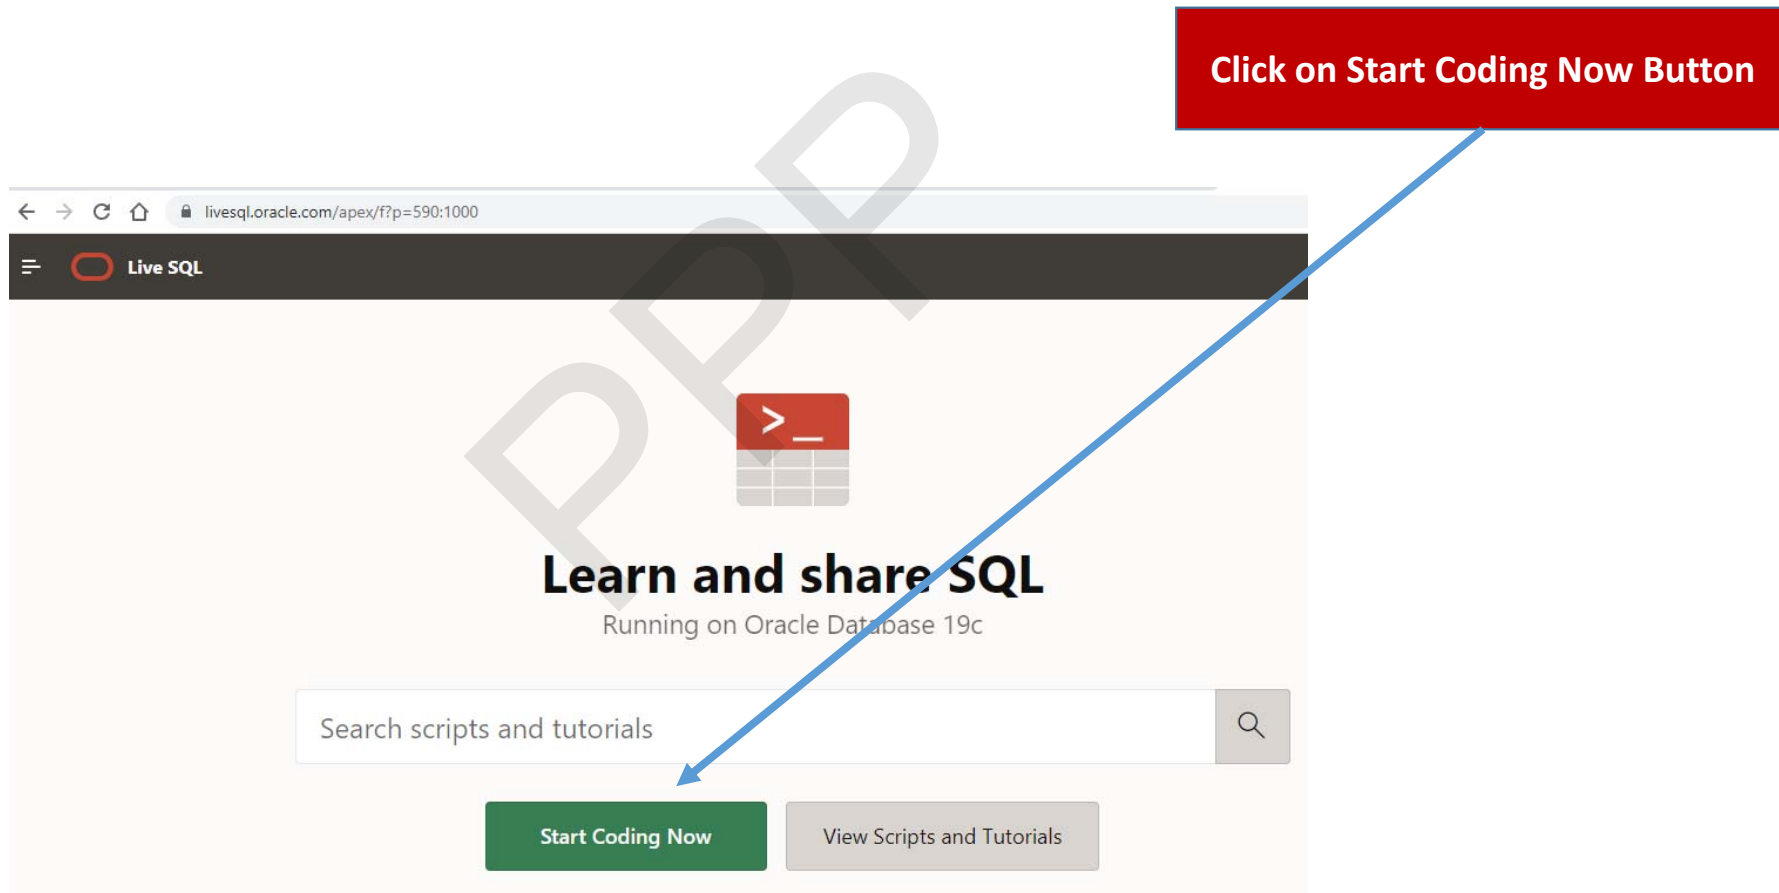 Click on Start Coding Now Button
livesql.oracle.com/apex/f?p=590:1000
Live SQL
>_
Learn and share SQL
Running on Oracle Database 19c
Search scripts and tutorials
Start Coding Now
View Scripts and Tutorials
PPP